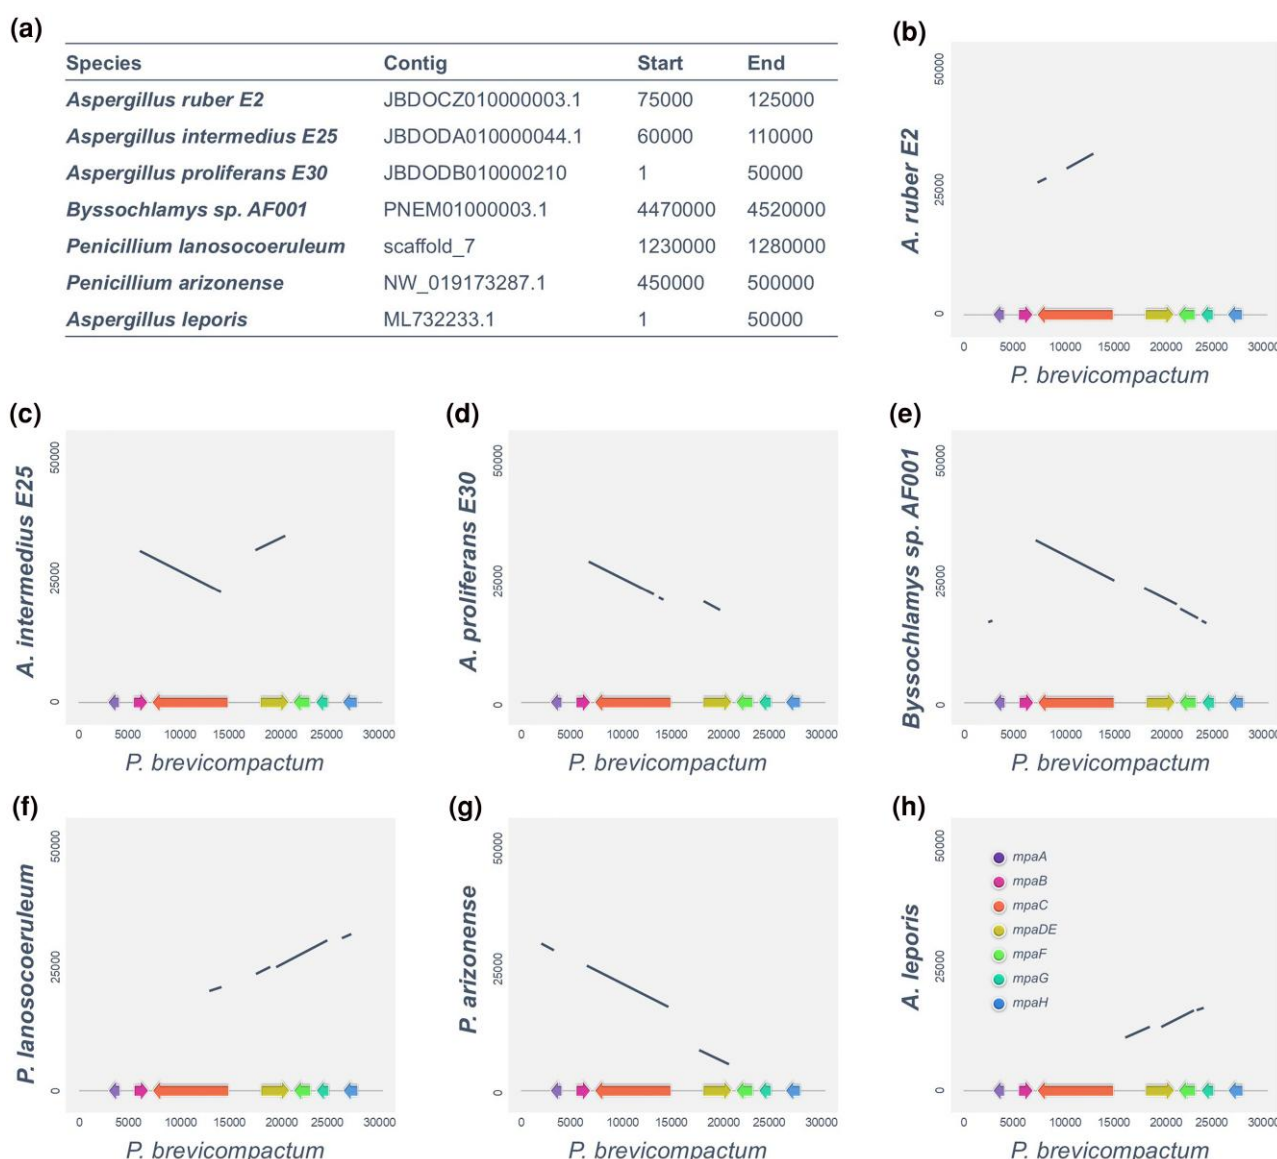 (a)
Species Contig Start End
Aspergillus ruber E2 JBDOCZ010000003.1 75000 125000
Aspergillus intermedius E25 JBDODA010000044.1 60000 110000
Aspergillus proliferans E30 JBDODB010000210 1 50000
Byssochlamys sp. AF001 PNEM01000003.1 4470000 4520000
Penicillium lanosocoeruleum scaffold_7 1230000 1280000
Penicillium arizonense NW_019173287.1 450000 500000
Aspergillus leporis ML732233.1 1 50000
(b)
A. ruber E2
50000
25000
0
0 5000 10000 15000 20000 25000 30000
P. brevicompactum
(c)
A. intermedius E25
50000
25000
0
0 5000 10000 15000 20000 25000 30000
P. brevicompactum
(d)
A. proliferans E30
50000
25000
0
0 5000 10000 15000 20000 25000 30000
P. brevicompactum
(e)
Byssochlamys sp. AF001
50000
25000
0
0 5000 10000 15000 20000 25000 30000
P. brevicompactum
(f)
P. lanosocoeruleum
50000
25000
0
0 5000 10000 15000 20000 25000 30000
P. brevicompactum
(g)
P. arizonense
50000
25000
0
0 5000 10000 15000 20000 25000 30000
P. brevicompactum
(h)
A. leporis
50000
25000
0
mpaA
mpaB
mpaC
mpaDE
mpaF
mpaG
mpaH
0 5000 10000 15000 20000 25000 30000
P. brevicompactum